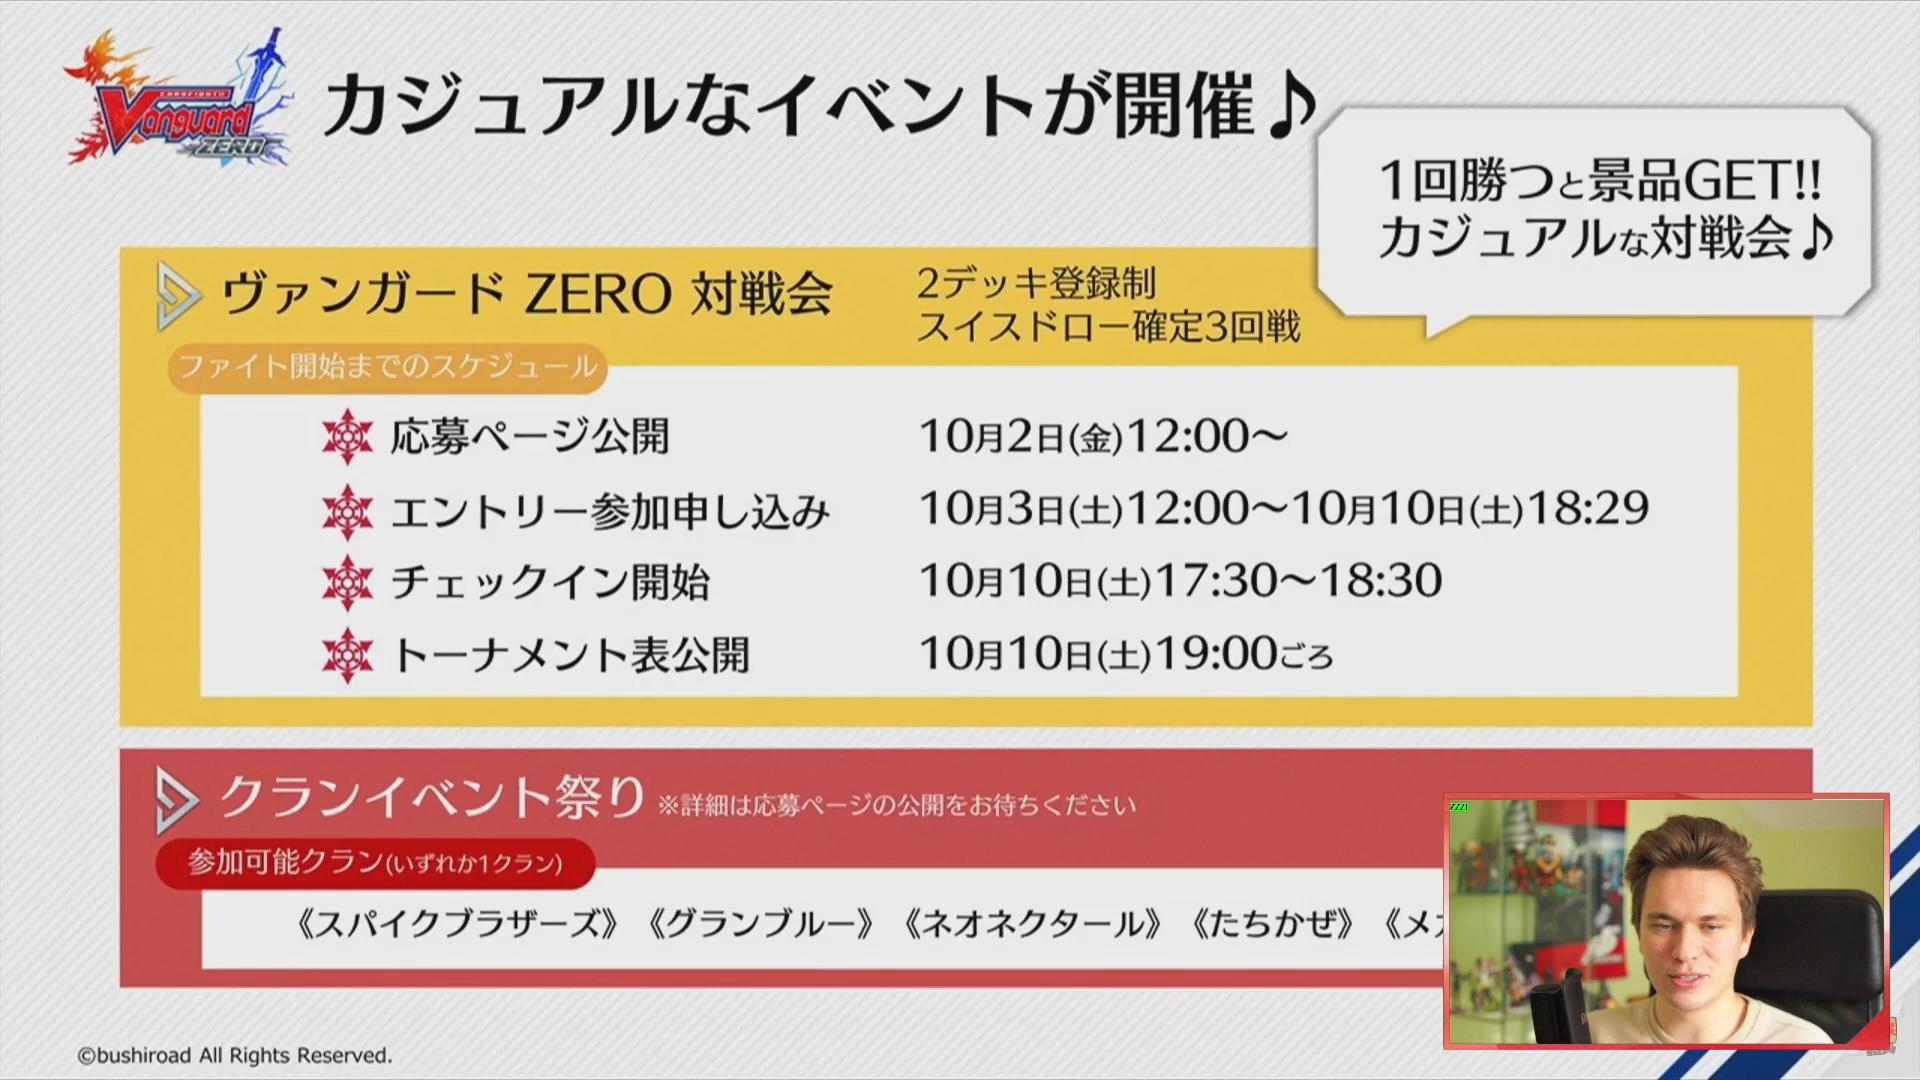 CARDFIGHT!!
Vanguard
ZERO
カジュアルなイベントが開催♪
1回勝つと景品GET!!
カジュアルな対戦会♪
ヴァンガード ZERO 対戦会
2デッキ登録制
スイスドロー確定3回戦
ファイト開始までのスケジュール
応募ページ公開 10月2日(金)12:00～
エントリー参加申し込み 10月3日(土)12:00～10月10日(土)18:29
チェックイン開始 10月10日(土)17:30～18:30
トーナメント表公開 10月10日(土)19:00ごろ
クランイベント祭り ※詳細は応募ページの公開をお待ちください
参加可能クラン(いずれか1クラン)
《スパイクブラザーズ》《グランブルー》《ネオネクタール》《たちかぜ》《メ
©bushiroad All Rights Reserved.